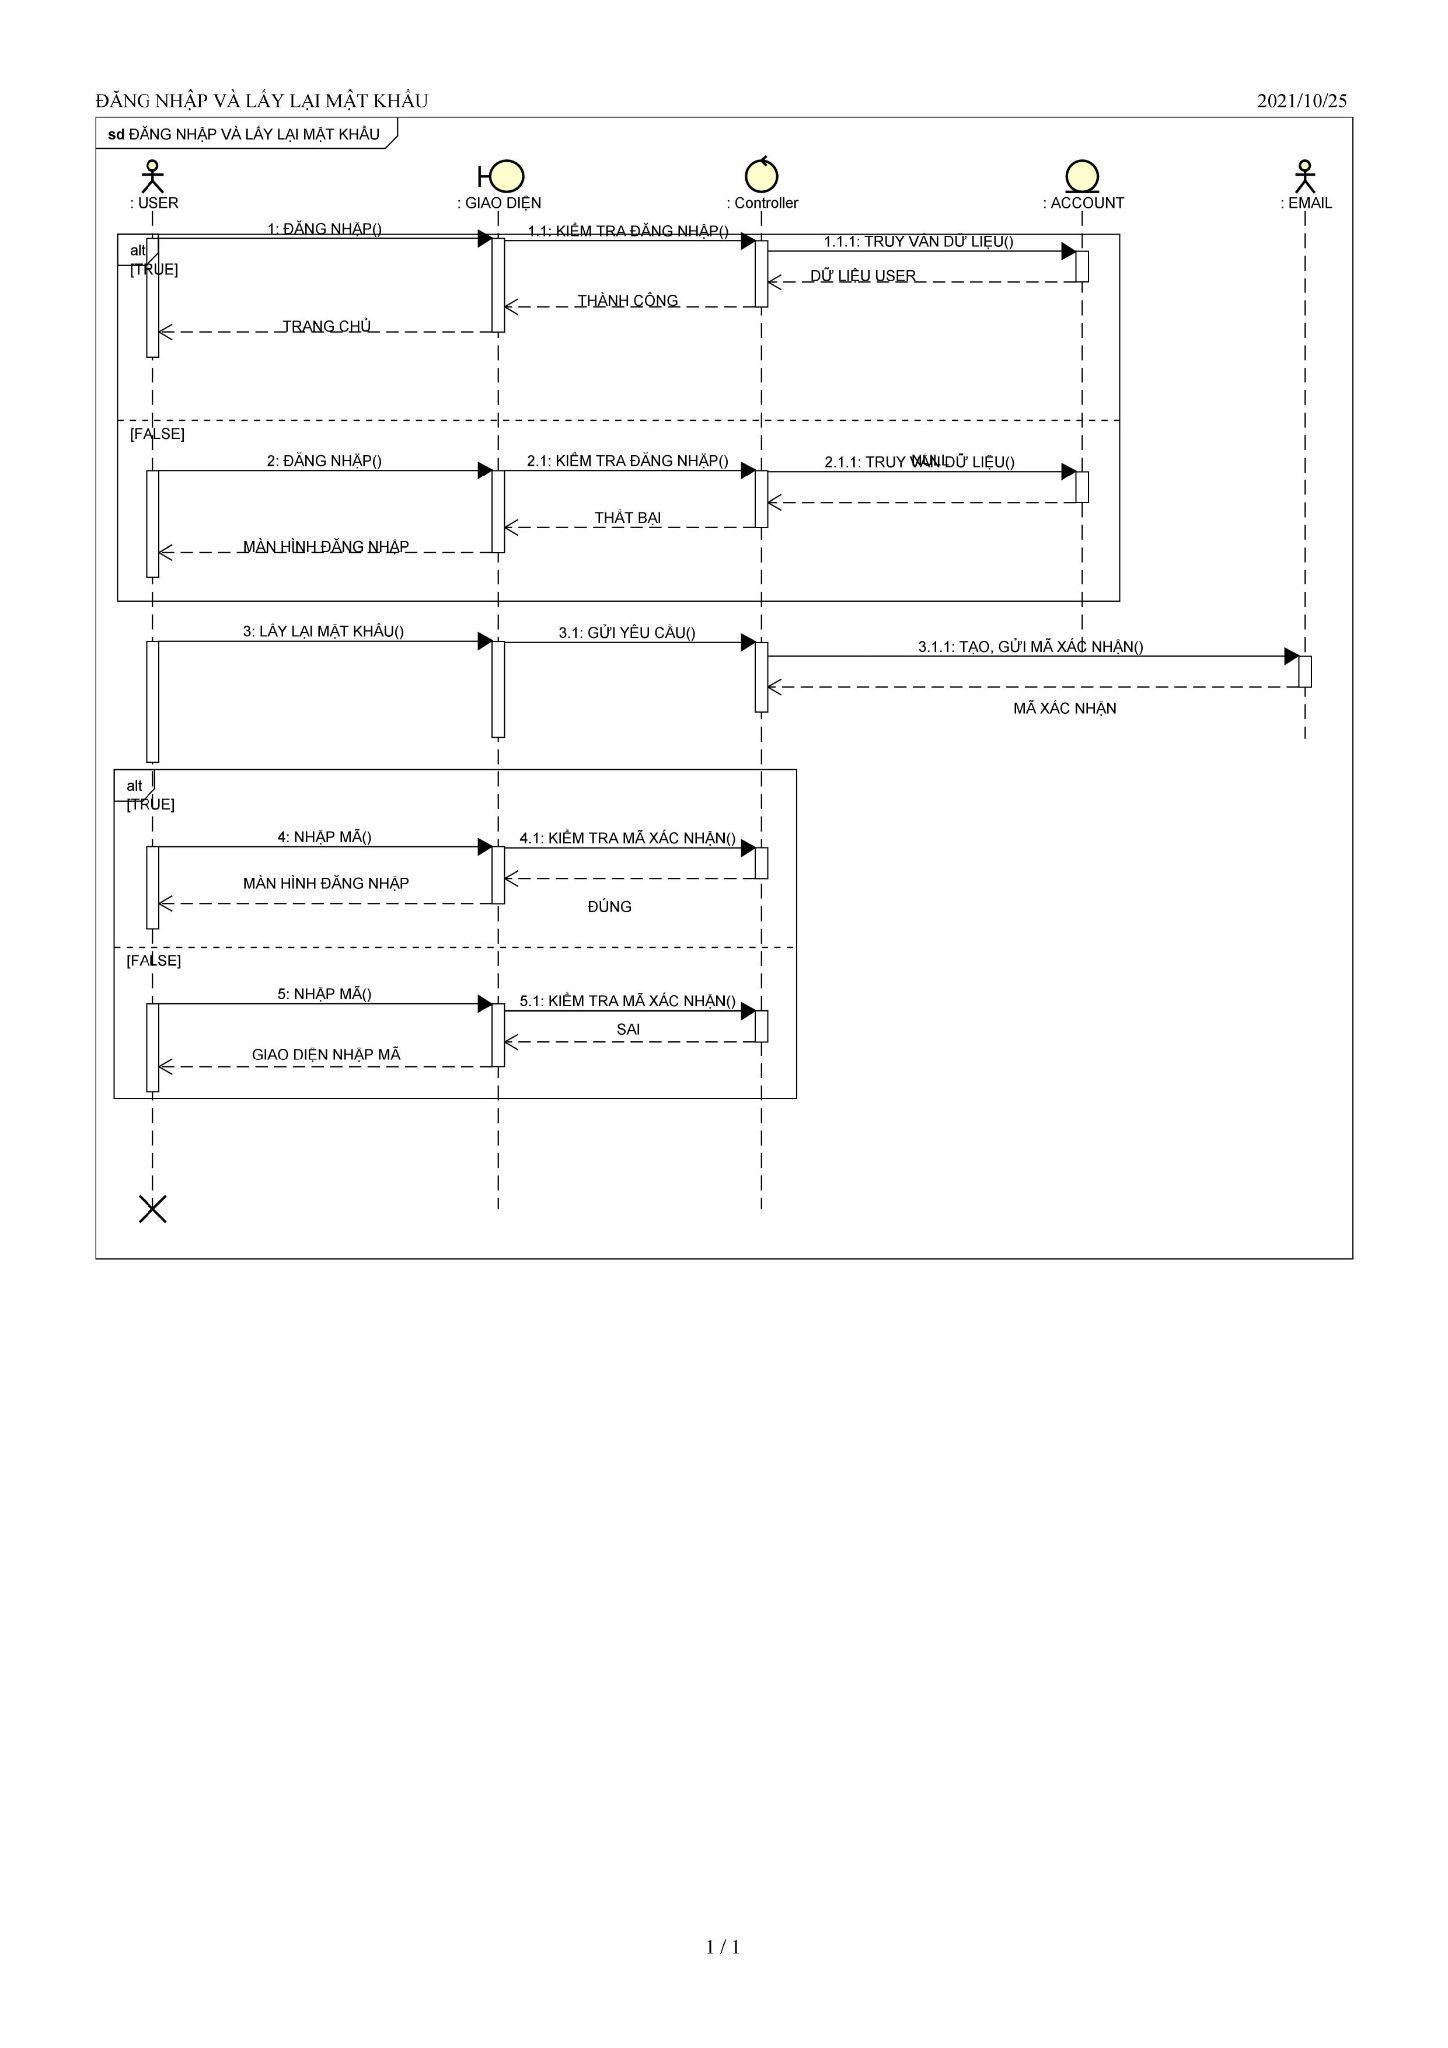 ĐĂNG NHẬP VÀ LẤY LẠI MẬT KHẨU 2021/10/25
sd ĐĂNG NHẬP VÀ LẤY LẠI MẬT KHẨU
: USER : GIAO DIỆN : Controller : ACCOUNT : EMAIL
1: ĐĂNG NHẬP() 1.1: KIỂM TRA ĐĂNG NHẬP() 1.1.1: TRUY VẤN DỮ LIỆU()
alt
[TRUE] DỮ LIỆU USER
THÀNH CÔNG
TRANG CHỦ
[FALSE]
2: ĐĂNG NHẬP() 2.1: KIỂM TRA ĐĂNG NHẬP() 2.1.1: TRUY VẤN DỮ LIỆU()
NULL
THẤT BẠI
MÀN HÌNH ĐĂNG NHẬP
3: LẤY LẠI MẬT KHẨU() 3.1: GỬI YÊU CẦU() 3.1.1: TẠO, GỬI MÃ XÁC NHẬN()
MÃ XÁC NHẬN
alt
[TRUE]
4: NHẬP MÃ() 4.1: KIỂM TRA MÃ XÁC NHẬN()
MÀN HÌNH ĐĂNG NHẬP
ĐÚNG
[FALSE]
5: NHẬP MÃ() 5.1: KIỂM TRA MÃ XÁC NHẬN()
SAI
GIAO DIỆN NHẬP MÃ
1 / 1